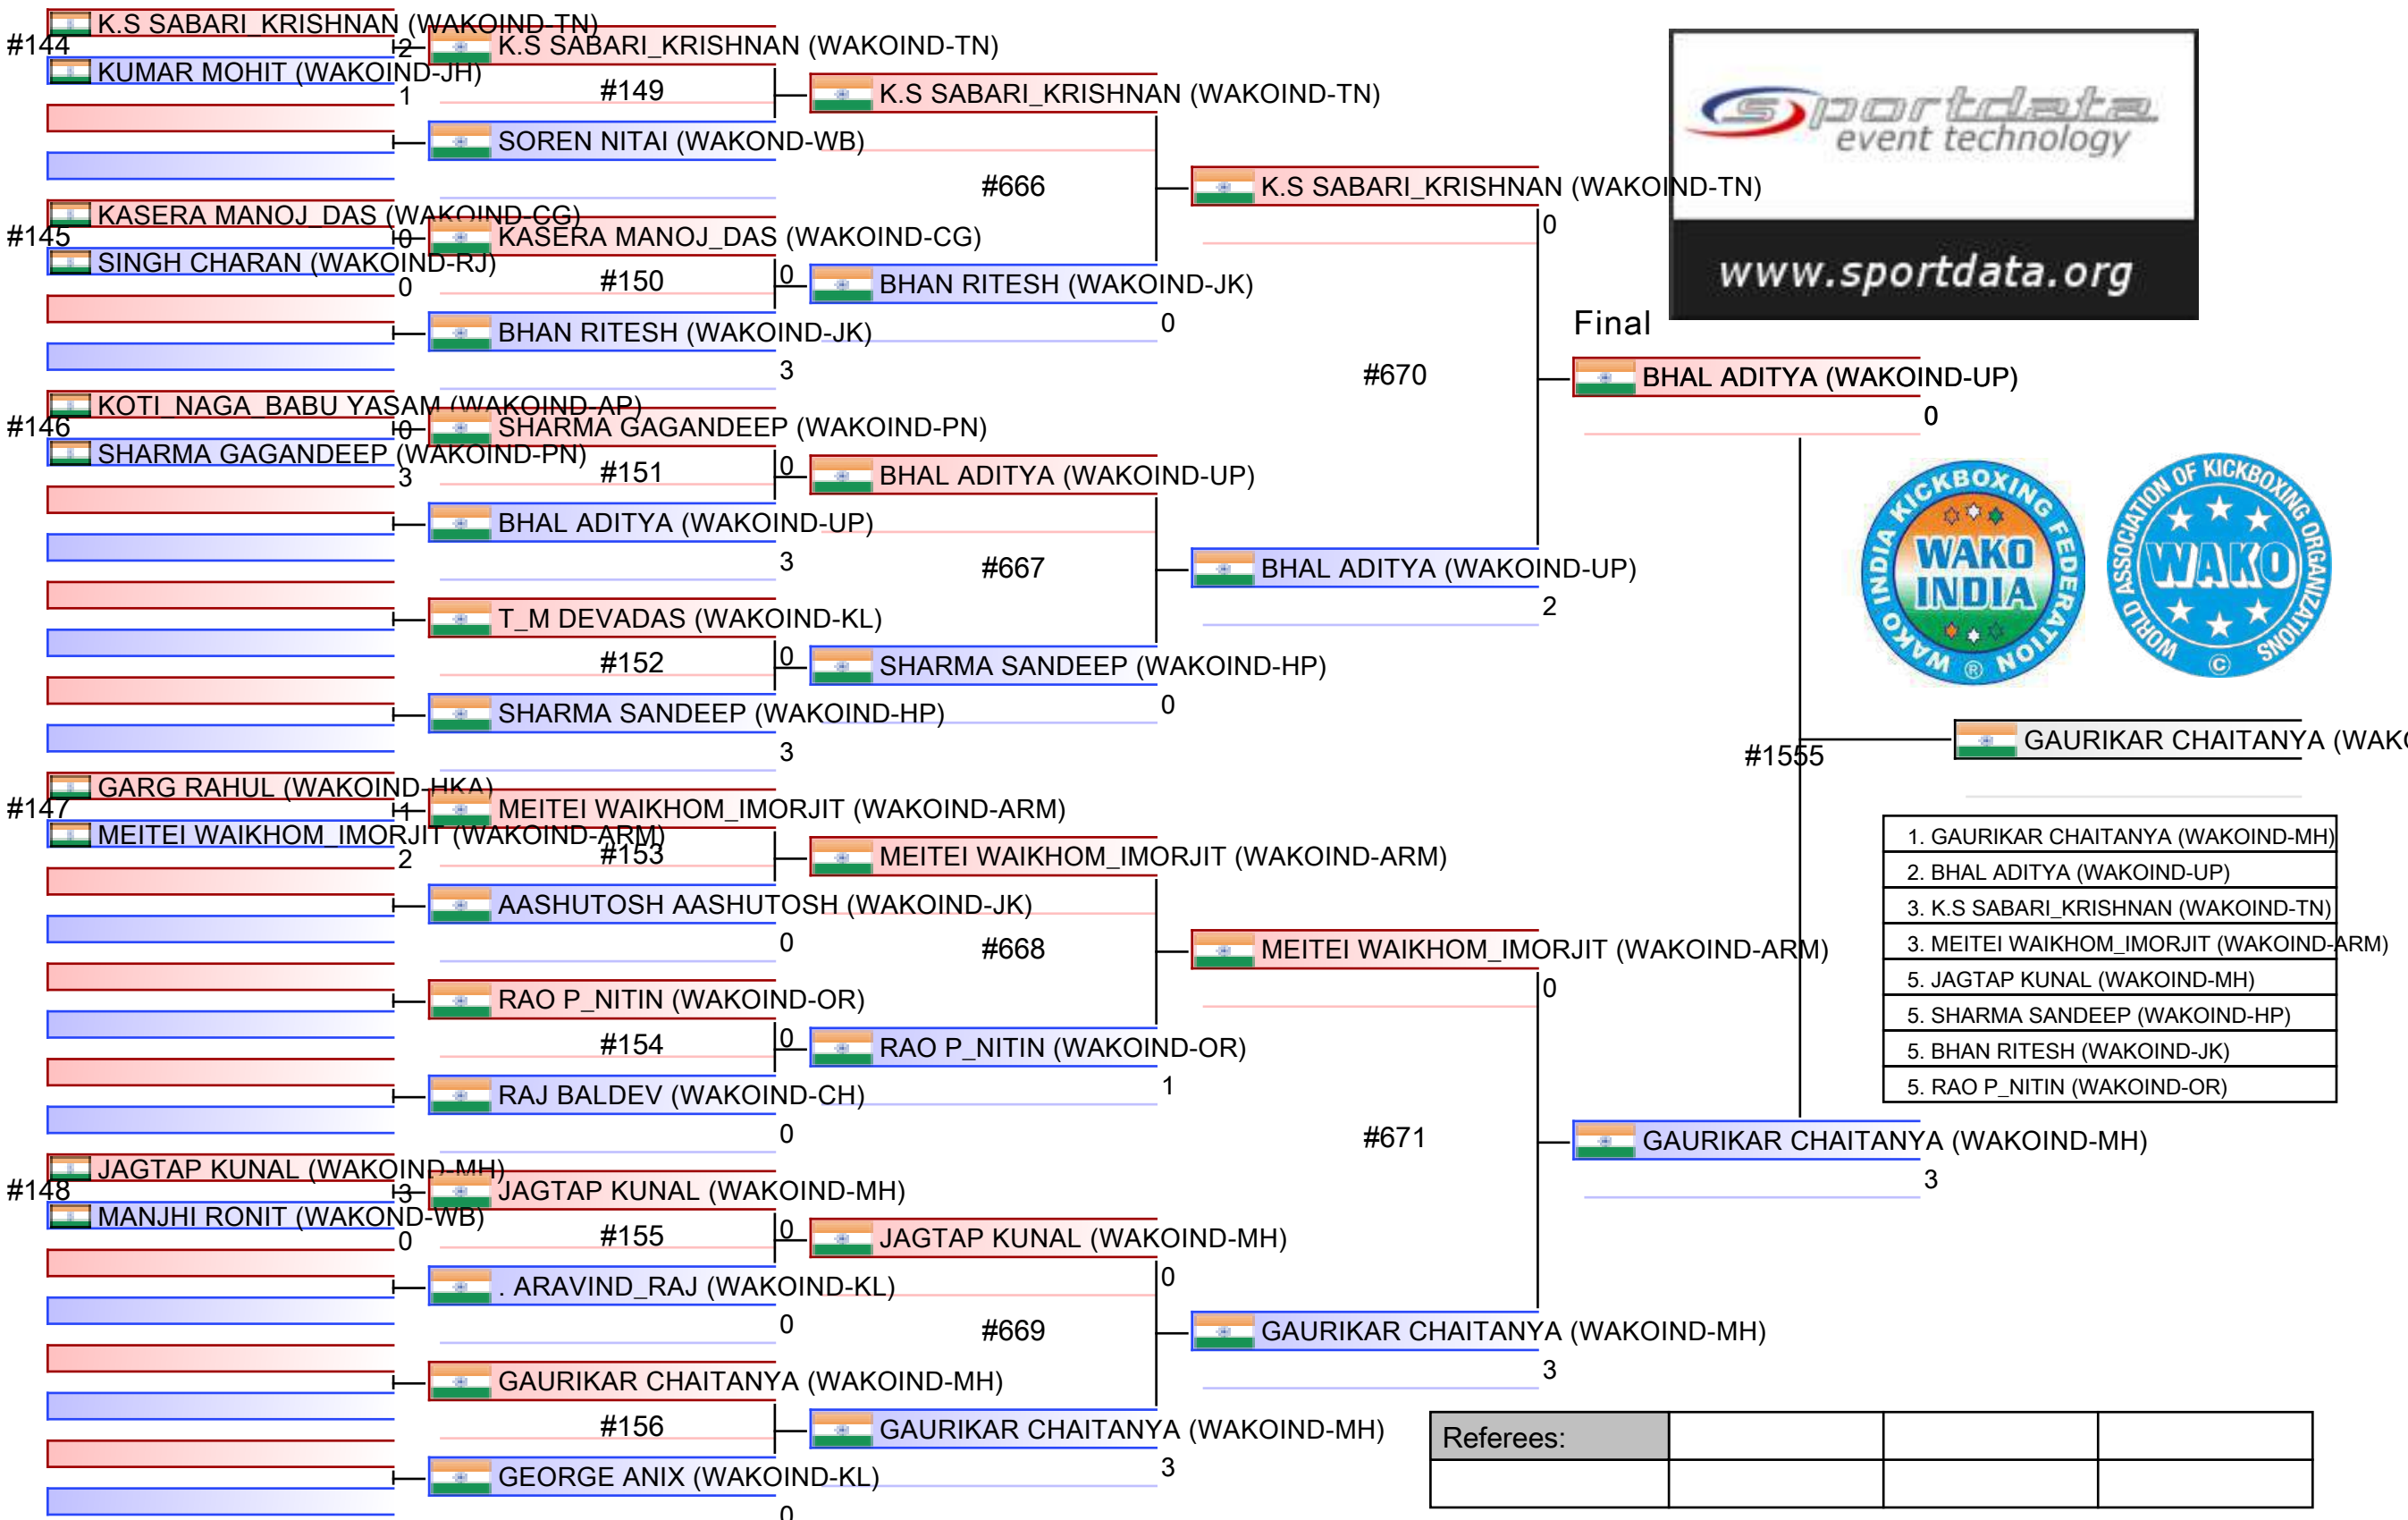 K.S SABARI_KRISHNAN (WAKOIND-TN)
#144
2
KUMAR MOHIT (WAKOIND-JH)
1
KASERA MANOJ_DAS (WAKOIND-CG)
#145
0
SINGH CHARAN (WAKOIND-RJ)
0
KOTI_NAGA_BABU YASAM (WAKOIND-AP)
#146
0
SHARMA GAGANDEEP (WAKOIND-PN)
3
GARG RAHUL (WAKOIND-HKA)
#147
1
MEITEI WAIKHOM_IMORJIT (WAKOIND-ARM)
2
JAGTAP KUNAL (WAKOIND-MH)
#148
3
MANJHI RONIT (WAKOND-WB)
0
K.S SABARI_KRISHNAN (WAKOIND-TN)
#149
SOREN NITAI (WAKOND-WB)
KASERA MANOJ_DAS (WAKOIND-CG)
#150
0
BHAN RITESH (WAKOIND-JK)
3
SHARMA GAGANDEEP (WAKOIND-PN)
#151
0
BHAL ADITYA (WAKOIND-UP)
3
T_M DEVADAS (WAKOIND-KL)
#152
0
SHARMA SANDEEP (WAKOIND-HP)
3
MEITEI WAIKHOM_IMORJIT (WAKOIND-ARM)
#153
AASHUTOSH AASHUTOSH (WAKOIND-JK)
0
RAO P_NITIN (WAKOIND-OR)
#154
0
RAJ BALDEV (WAKOIND-CH)
0
JAGTAP KUNAL (WAKOIND-MH)
#155
0
. ARAVIND_RAJ (WAKOIND-KL)
0
GAURIKAR CHAITANYA (WAKOIND-MH)
#156
GEORGE ANIX (WAKOIND-KL)
0
K.S SABARI_KRISHNAN (WAKOIND-TN)
#666
BHAN RITESH (WAKOIND-JK)
0
BHAL ADITYA (WAKOIND-UP)
#667
SHARMA SANDEEP (WAKOIND-HP)
0
MEITEI WAIKHOM_IMORJIT (WAKOIND-ARM)
#668
RAO P_NITIN (WAKOIND-OR)
1
JAGTAP KUNAL (WAKOIND-MH)
0
#669
GAURIKAR CHAITANYA (WAKOIND-MH)
3
K.S SABARI_KRISHNAN (WAKOIND-TN)
0
#670
BHAL ADITYA (WAKOIND-UP)
2
MEITEI WAIKHOM_IMORJIT (WAKOIND-ARM)
0
#671
GAURIKAR CHAITANYA (WAKOIND-MH)
3
Final
BHAL ADITYA (WAKOIND-UP)
0
#1555
GAURIKAR CHAITANYA (WAKOIND-MH)
3
GAURIKAR CHAITANYA (WAKO
sportdata
event technology
www.sportdata.org
WAKO INDIA KICKBOXING FEDERATION
WAKO
INDIA
®
WORLD ASSOCIATION OF KICKBOXING ORGANIZATIONS
WAKO
©
1. GAURIKAR CHAITANYA (WAKOIND-MH)
2. BHAL ADITYA (WAKOIND-UP)
3. K.S SABARI_KRISHNAN (WAKOIND-TN)
3. MEITEI WAIKHOM_IMORJIT (WAKOIND-ARM)
5. JAGTAP KUNAL (WAKOIND-MH)
5. SHARMA SANDEEP (WAKOIND-HP)
5. BHAN RITESH (WAKOIND-JK)
5. RAO P_NITIN (WAKOIND-OR)
Referees: